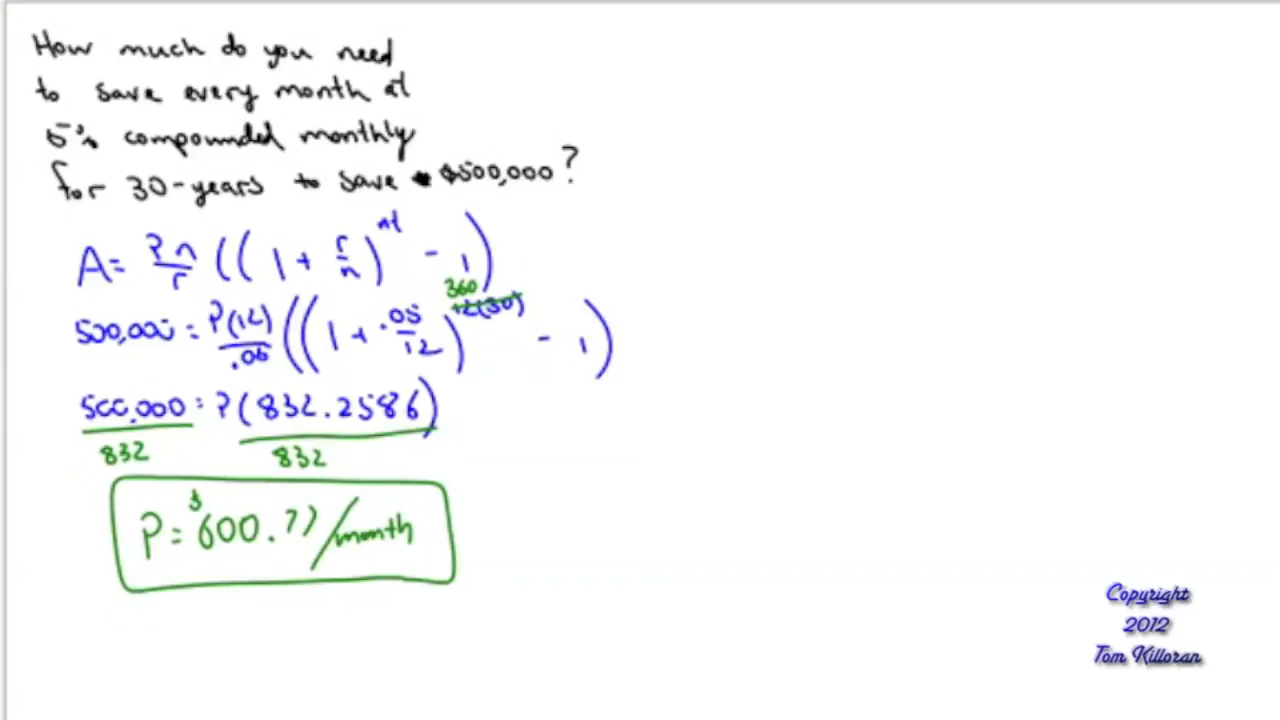 How much do you need
to save every month at
5% compounded monthly
for 30-years to save $500,000?
A = Pn/r ((1 + r/n)^nt - 1)
360
500,000 = P(12)/.05 ((1 + .05/12)^12(30) - 1)
500,000 = P(832.2586)
832 832
P = $600.77/month
Copyright
2012
Tom Killoran